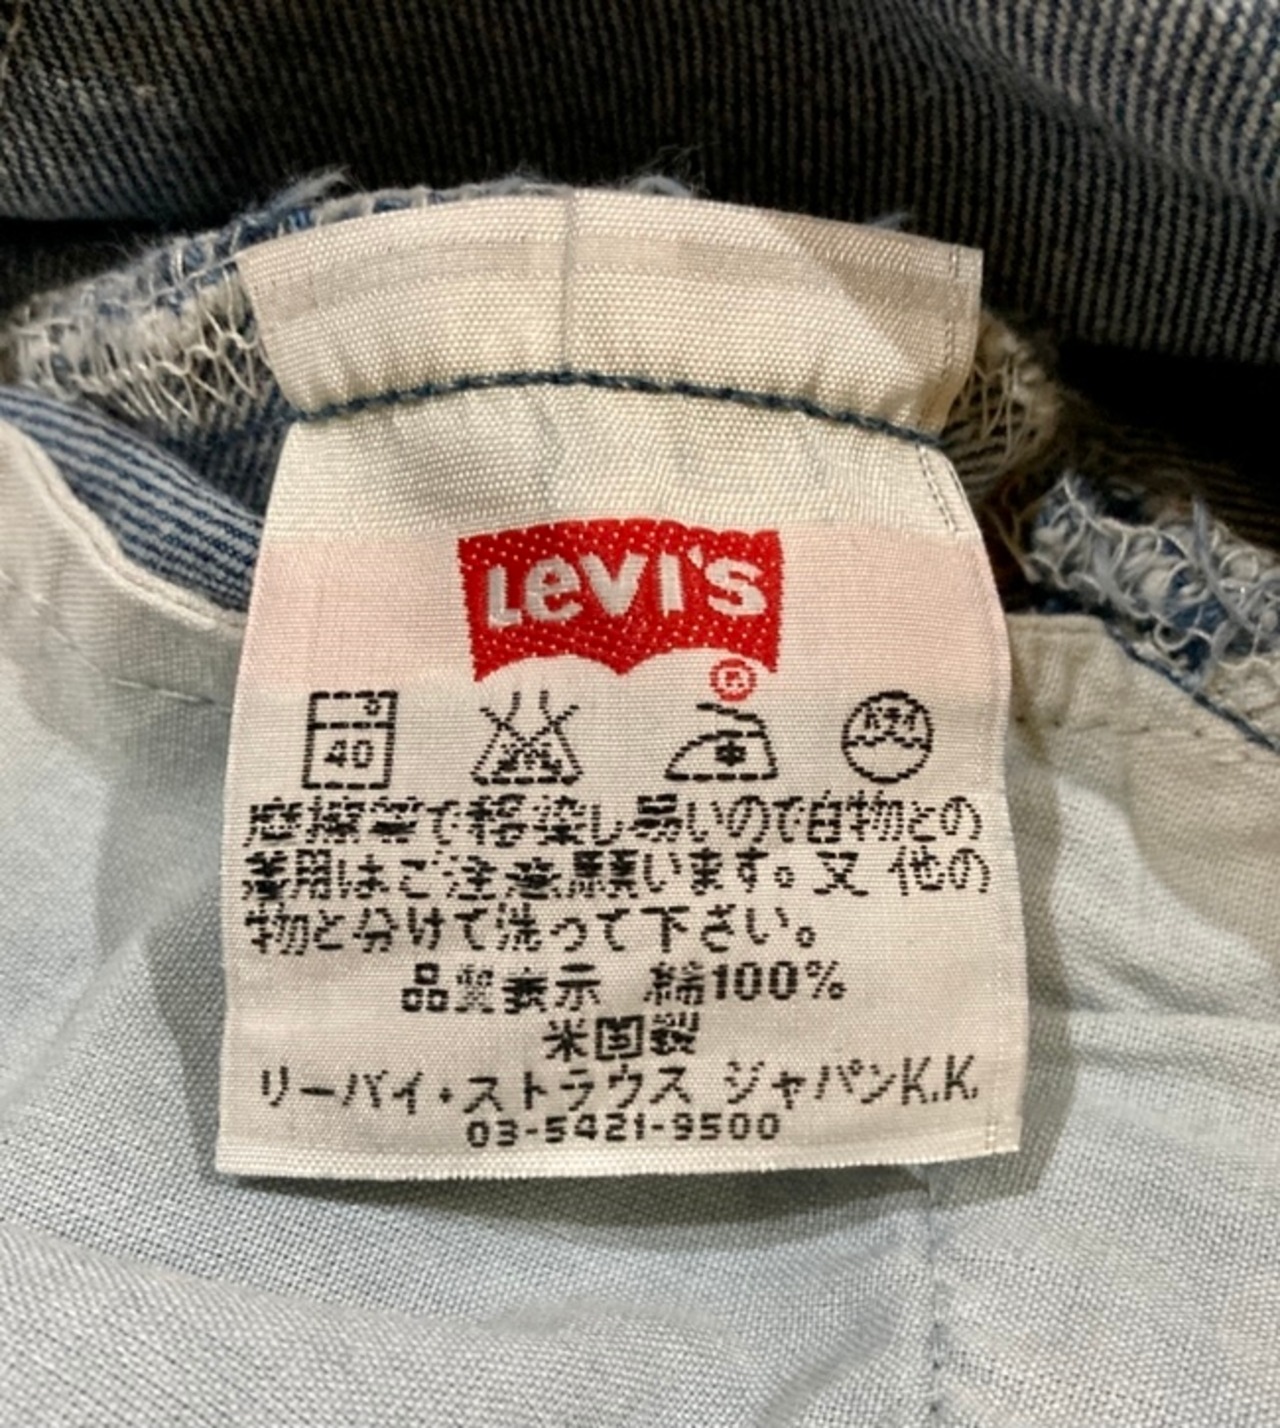 LEVI'S
®
40
ドライ
摩擦等で移染し易いので白物との
着用はご注意願います。又 他の
物と分けて洗って下さい。
品質表示 綿100%
米国製
リーバイ・ストラウス ジャパンK.K.
03-5421-9500